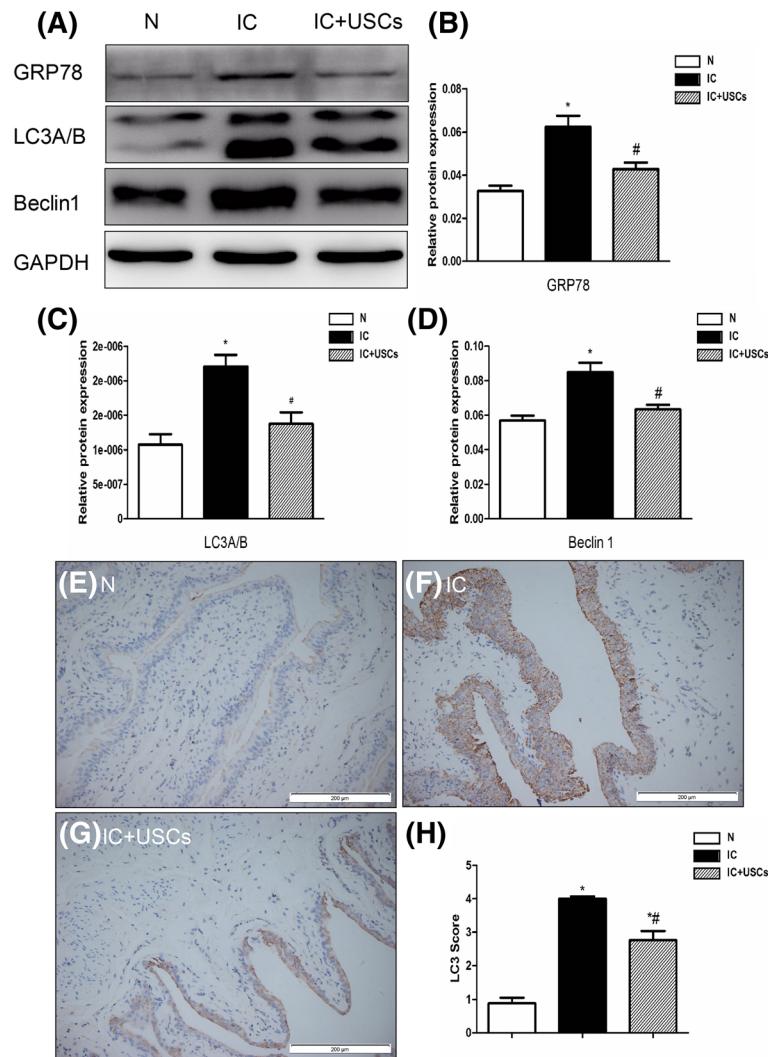 (A)
N IC IC+USCs
GRP78
LC3A/B
Beclin1
GAPDH
(B)
N
IC
IC+USCs
Relative protein expression
0.08
0.06
0.04
0.02
0.00
*
#
GRP78
(C)
N
IC
IC+USCs
Relative protein expression
2e-006
2e-006
2e-006
1e-006
5e-007
0
*
#
LC3A/B
(D)
N
IC
IC+USCs
Relative protein expression
0.10
0.08
0.06
0.04
0.02
0.00
*
#
Beclin 1
(E) N
200 µm
(F) IC
200 µm
(G) IC+USCs
200 µm
(H)
N
IC
IC+USCs
LC3 Score
5
4
3
2
1
0
*
*#